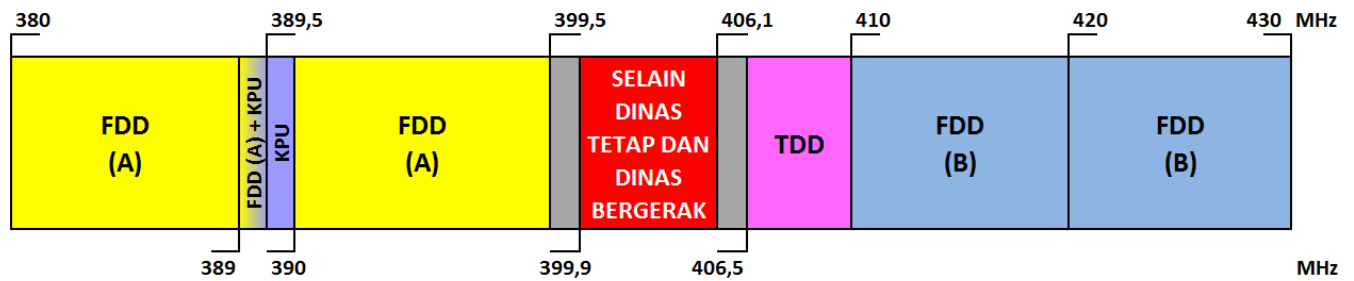 380 389,5 399,5 406,1 410 420 430 MHz
FDD
(A)
FDD (A) + KPU
KPU
FDD
(A)
SELAIN
DINAS
TETAP DAN
DINAS
BERGERAK
TDD
FDD
(B)
FDD
(B)
389 390 399,9 406,5 MHz